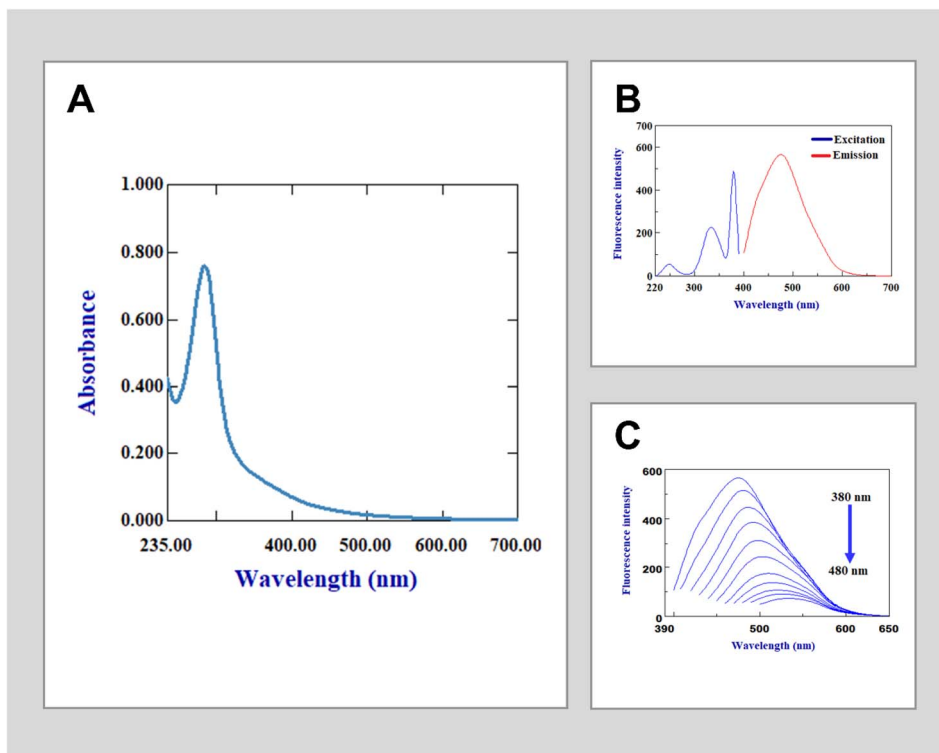 A
Absorbance
1.000
0.800
0.600
0.400
0.200
0.000
235.00 400.00 500.00 600.00 700.00
Wavelength (nm)
B
Fluorescence intensity
700
600
400
200
0
220 300 400 500 600 700
Wavelength (nm)
Excitation
Emission
C
Fluorescence intensity
600
400
200
0
390 500 600 650
Wavelength (nm)
380 nm
480 nm